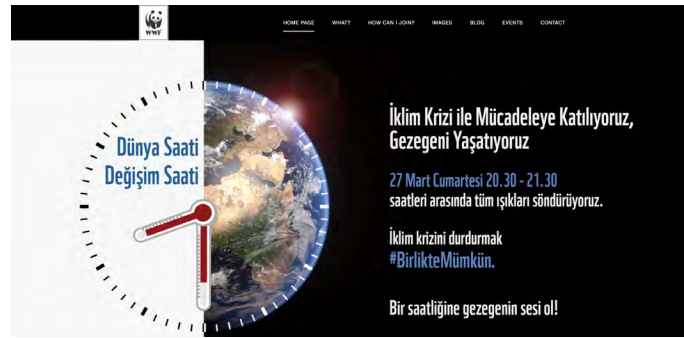 WWF
HOME PAGE WHAT? HOW CAN I JOIN? IMAGES BLOG EVENTS CONTACT
Dünya Saati
Değişim Saati
İklim Krizi ile Mücadeleye Katılıyoruz,
Gezegeni Yaşatıyoruz
27 Mart Cumartesi 20.30 - 21.30
saatleri arasında tüm ışıkları söndürüyoruz.
İklim krizini durdurmak
#BirlikteMümkün.
Bir saatliğine gezegenin sesi ol!